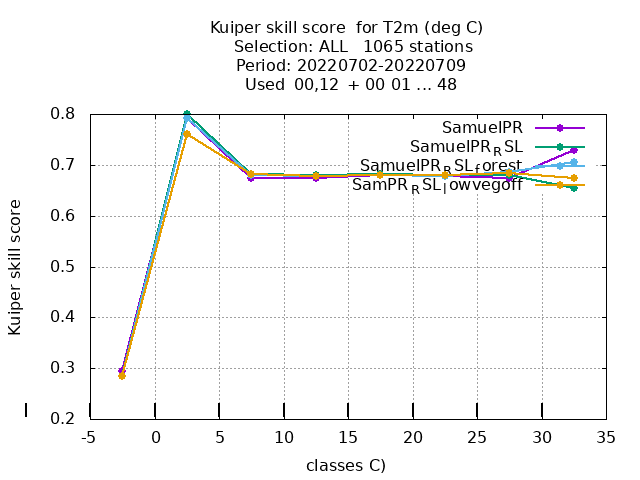 Kuiper skill score for T2m (deg C)
Selection: ALL 1065 stations
Period: 20220702-20220709
Used 00,12 + 00 01 ... 48
0.8
0.7
0.6
0.5
0.4
0.3
0.2
Kuiper skill score
SamuelPR
SamuelPR_RSL
SamuelPR_RSL_forest
SamPR_RSL_lowvegoff
-5 0 5 10 15 20 25 30 35
classes C)